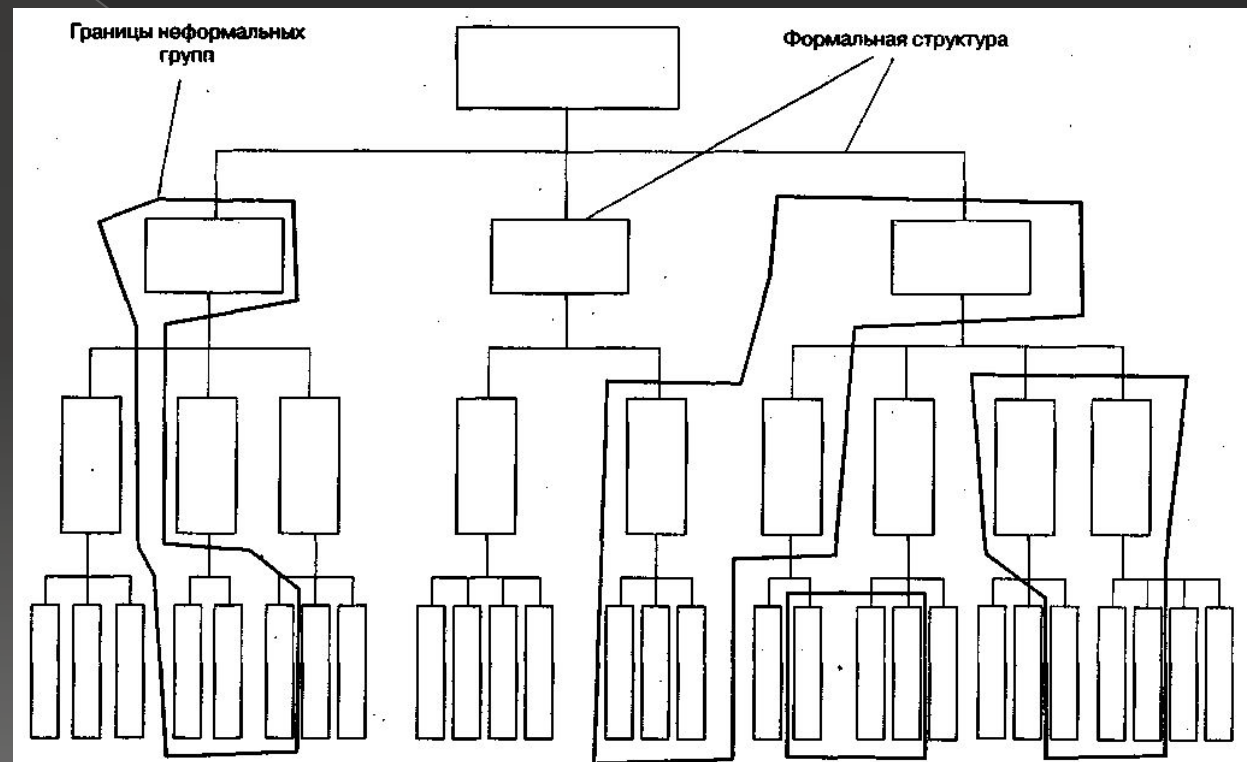 Границы неформальных
групп
Формальная структура